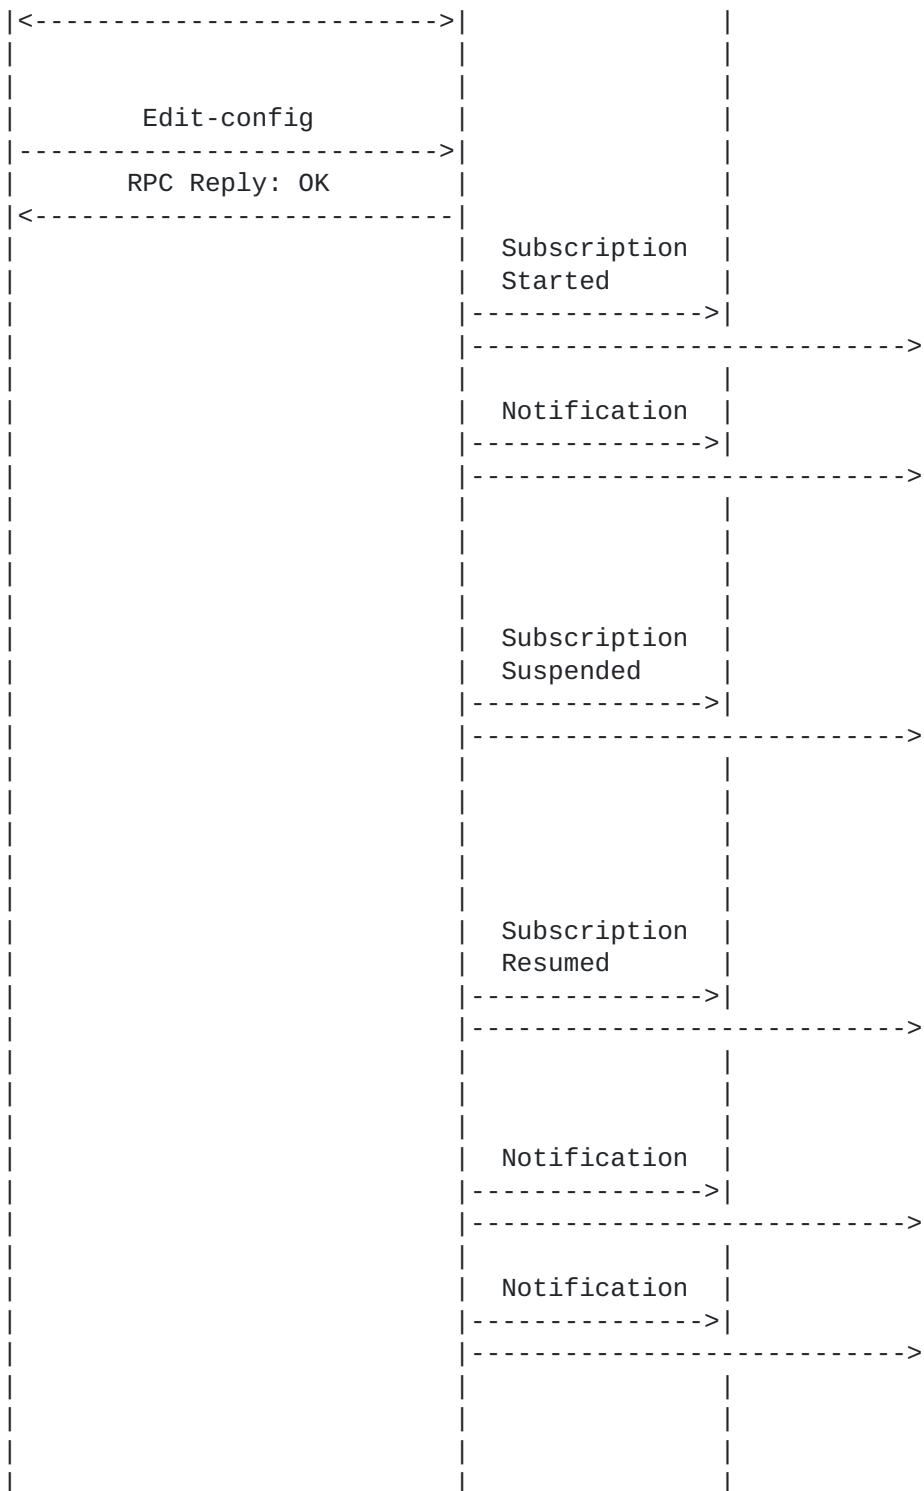 Edit-config
RPC Reply: OK
Subscription
Started
Notification
Subscription
Suspended
Subscription
Resumed
Notification
Notification